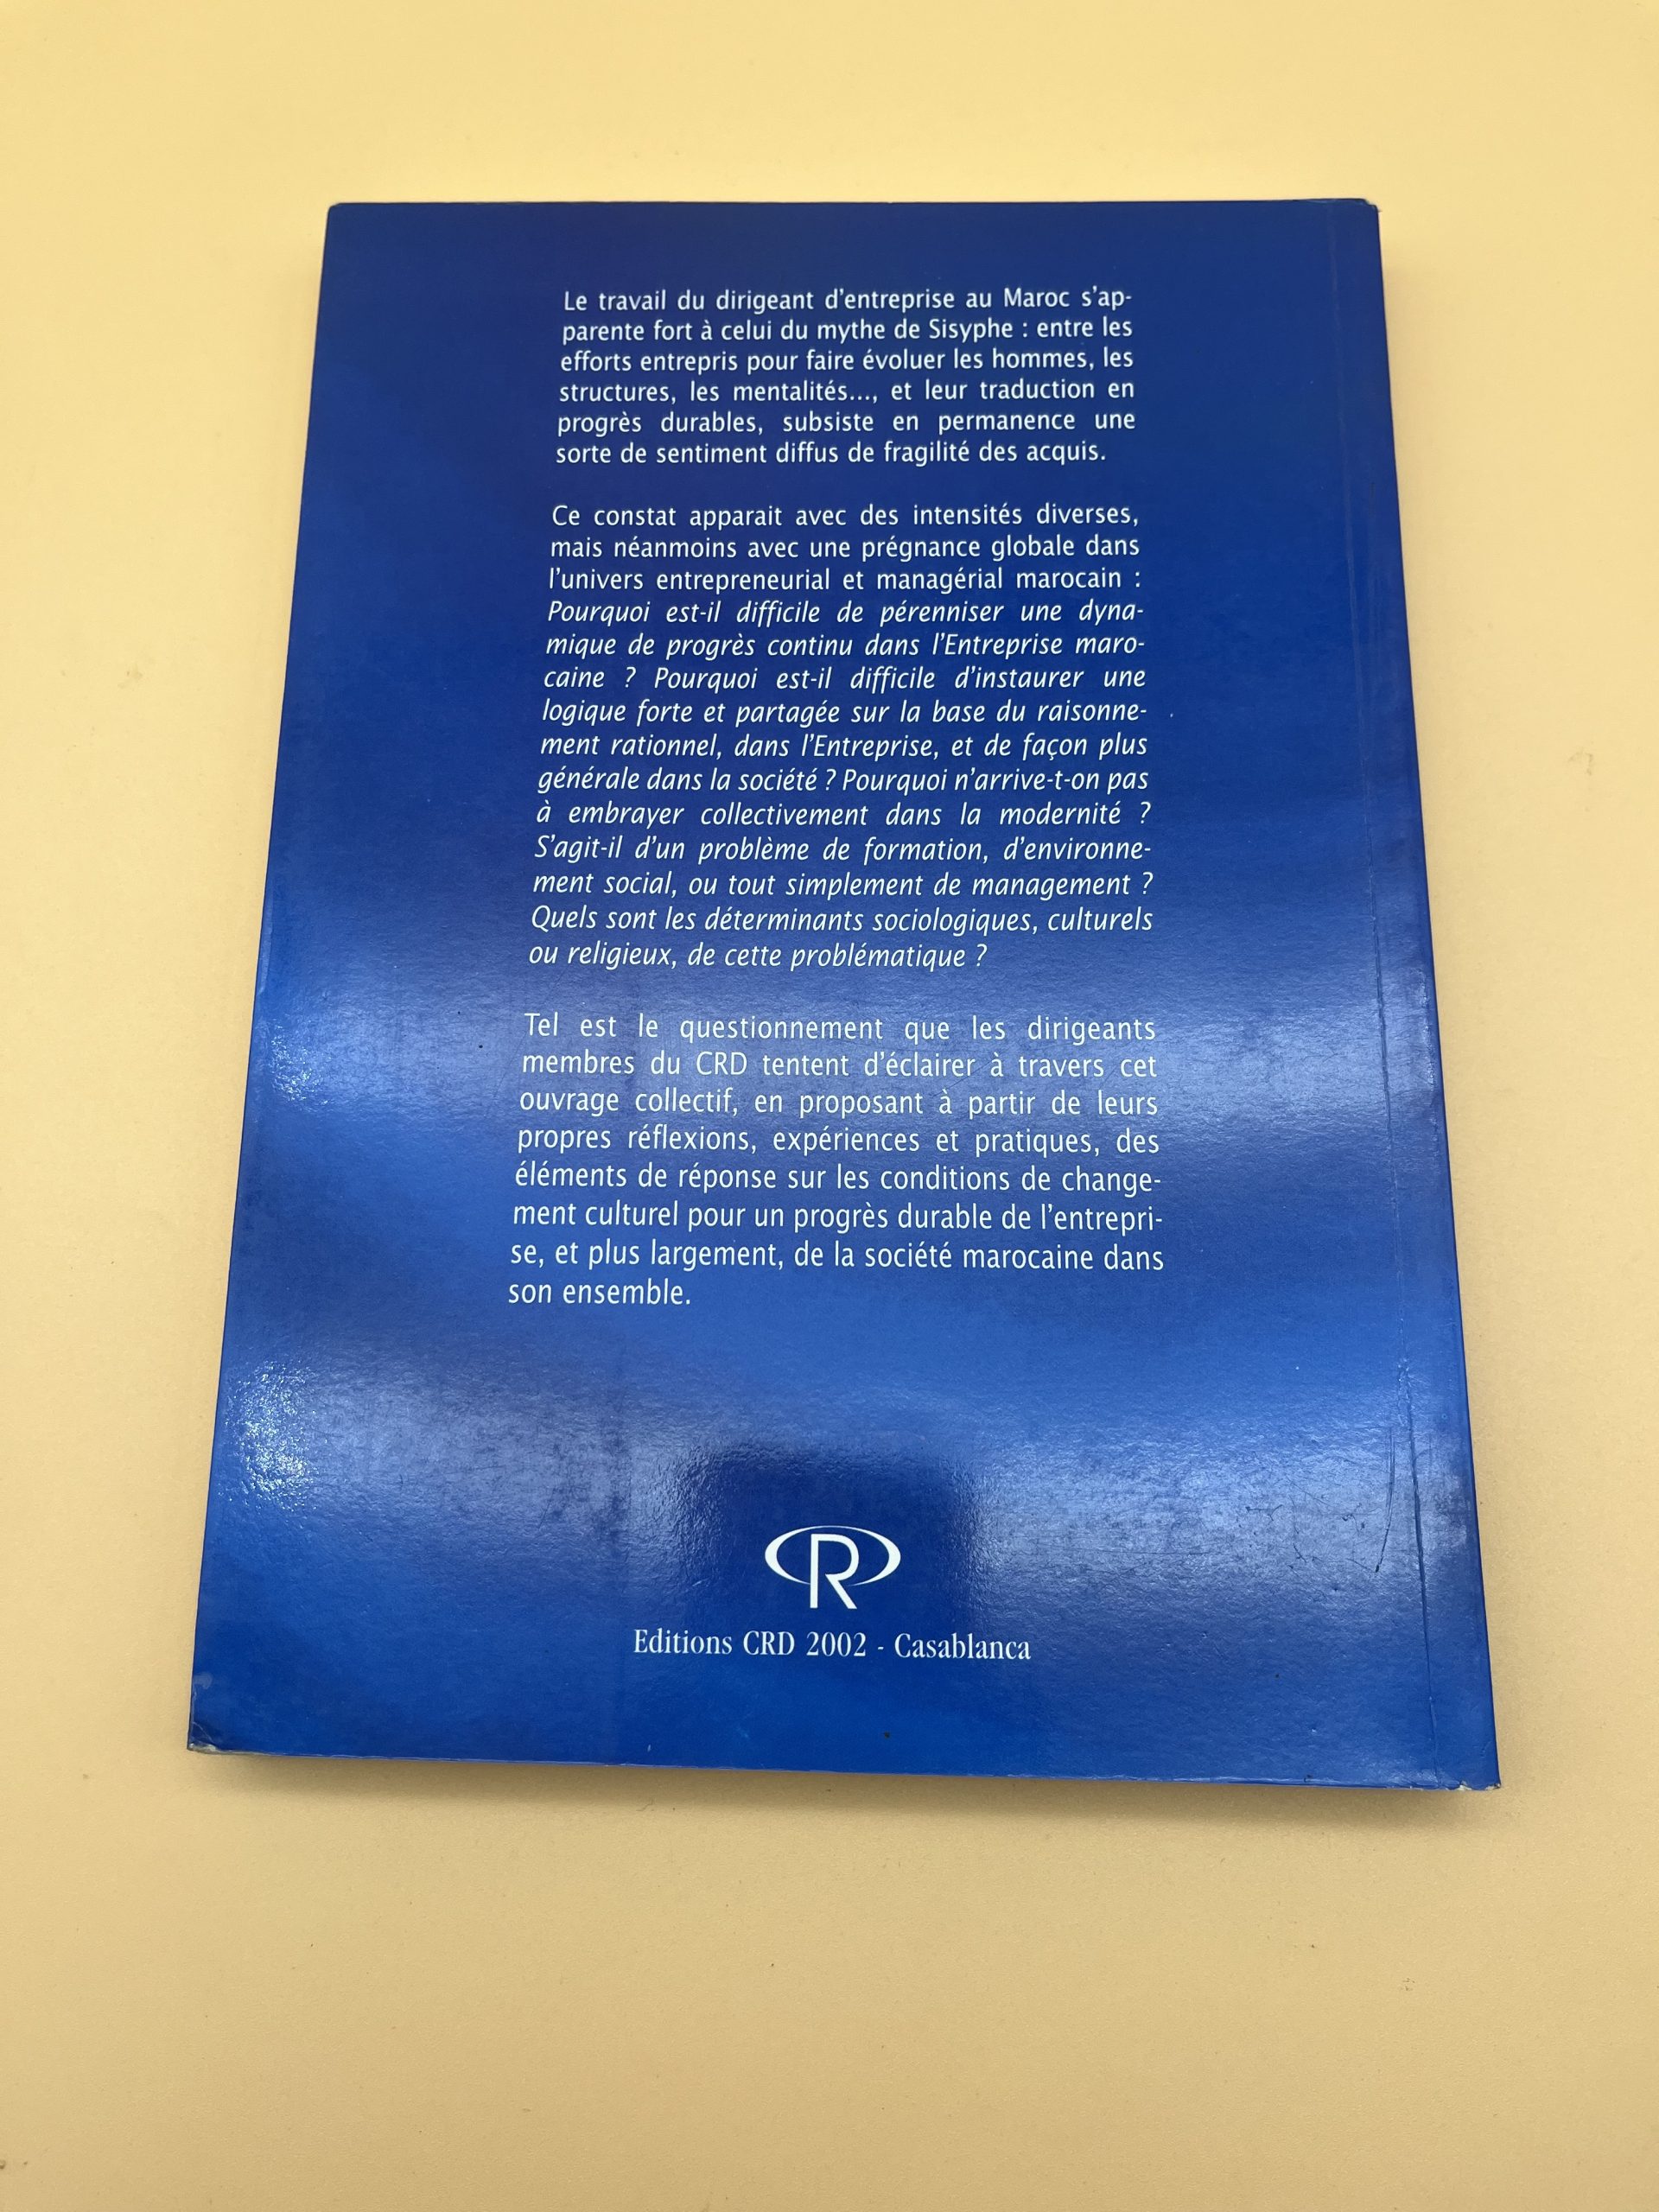 Le travail du dirigeant d'entreprise au Maroc s'ap-
parente fort à celui du mythe de Sisyphe : entre les
efforts entrepris pour faire évoluer les hommes, les
structures, les mentalités..., et leur traduction en
progrès durables, subsiste en permanence une
sorte de sentiment diffus de fragilité des acquis.
Ce constat apparait avec des intensités diverses,
mais néanmoins avec une prégnance globale dans
l'univers entrepreneurial et managérial marocain :
Pourquoi est-il difficile de pérenniser une dyna-
mique de progrès continu dans l'Entreprise maro-
caine ? Pourquoi est-il difficile d'instaurer une
logique forte et partagée sur la base du raisonne-
ment rationnel, dans l'Entreprise, et de façon plus
générale dans la société ? Pourquoi n'arrive-t-on pas
à embrayer collectivement dans la modernité ?
S'agit-il d'un problème de formation, d'environne-
ment social, ou tout simplement de management ?
Quels sont les déterminants sociologiques, culturels
ou religieux, de cette problématique ?
Tel est le questionnement que les dirigeants
membres du CRD tentent d'éclairer à travers cet
ouvrage collectif, en proposant à partir de leurs
propres réflexions, expériences et pratiques, des
éléments de réponse sur les conditions de change-
ment culturel pour un progrès durable de l'entrepri-
se, et plus largement, de la société marocaine dans
son ensemble.
CRD
Editions CRD 2002 - Casablanca